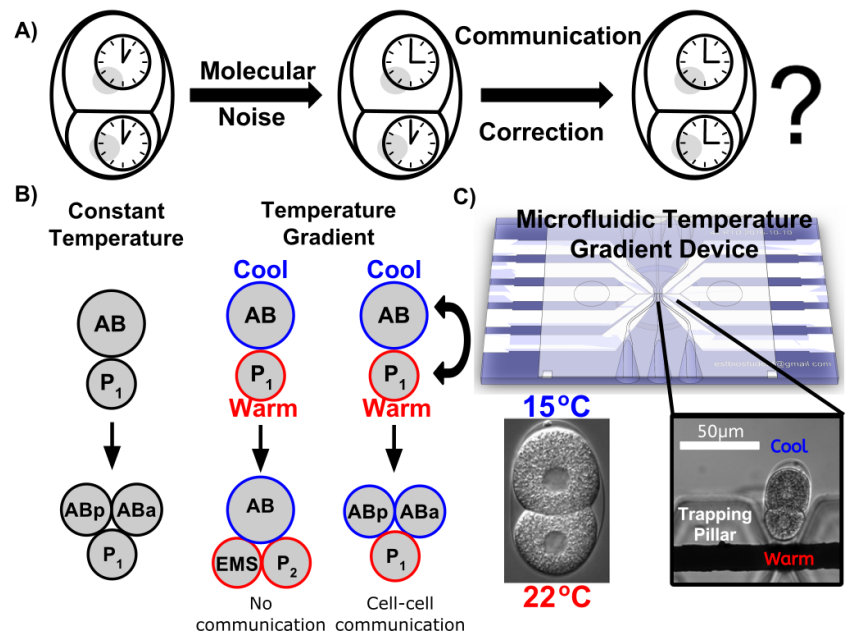 A)
Molecular
Noise
Communication
Correction
?
B)
Constant
Temperature
Temperature
Gradient
Cool
Cool
AB
AB
AB
P1
P1
P1
Warm
Warm
ABp
ABa
P1
AB
EMS
P2
ABp
ABa
P1
No
communication
Cell-cell
communication
C)
Microfluidic Temperature
Gradient Device
15°C
22°C
50µm
Cool
Trapping
Pillar
Warm